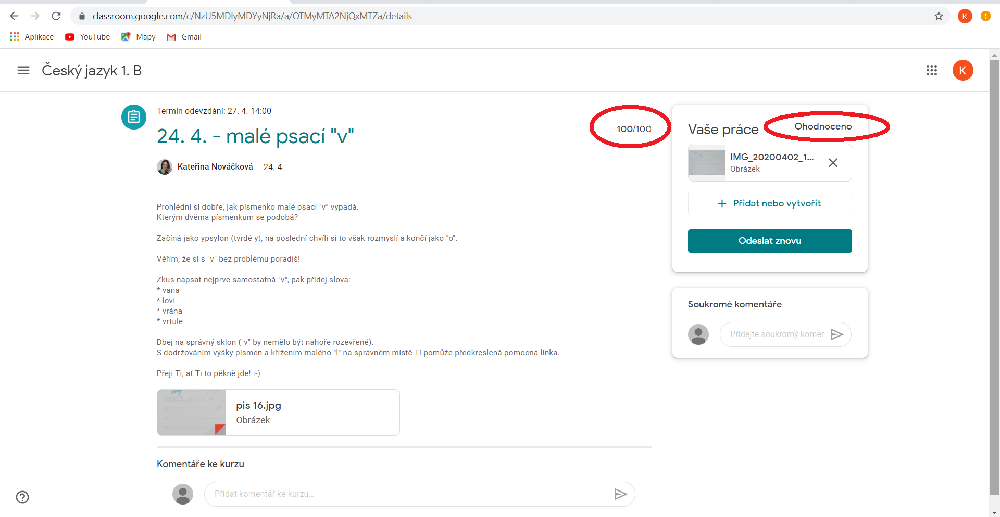 classroom.google.com/c/NzU5MDIyMDYyNjRa/a/OTMyMTA2NjQxMTZa/details
K
Aplikace
YouTube
Mapy
Gmail
Český jazyk 1. B
K
Termín odevzdání: 27. 4. 14:00
24. 4. - malé psací "v"
100/100
Kateřina Nováčková 24. 4.
Prohlédni si dobře, jak písmenko malé psací "v" vypadá.
Kterým dvěma písmenkům se podobá?
Začíná jako ypsylon (tvrdé y), na poslední chvíli si to však rozmyslí a končí jako "o".
Věřím, že si s "v" bez problému poradíš!
Zkus napsat nejprve samostatná "v", pak přidej slova:
* vana
* loví
* vrána
* vrtule
Dbej na správný sklon ("v" by nemělo být nahoře rozevřené).
S dodržováním výšky písmen a křížením malého "l" na správném místě Ti pomůže předkreslená pomocná linka.
Přeji Ti, ať Ti to pěkně jde! :-)
pis 16.jpg
Obrázek
Komentáře ke kurzu
Přidat komentář ke kurzu...
Vaše práce
Ohodnoceno
IMG_20200402_1...
Obrázek
+ Přidat nebo vytvořit
Odeslat znovu
Soukromé komentáře
Přidejte soukromý komer